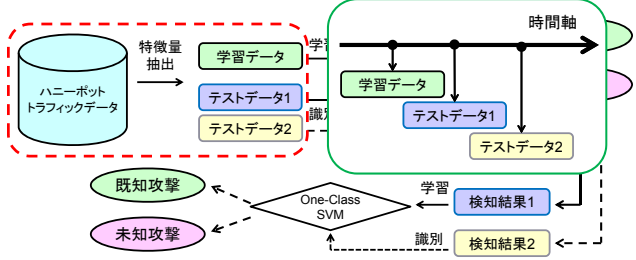 特徴量
抽出
ハニーポット
トラフィックデータ
学習データ
テストデータ1
テストデータ2
学習
識別
時間軸
学習データ
テストデータ1
テストデータ2
既知攻撃
未知攻撃
One-Class
SVM
学習
検知結果1
識別
検知結果2